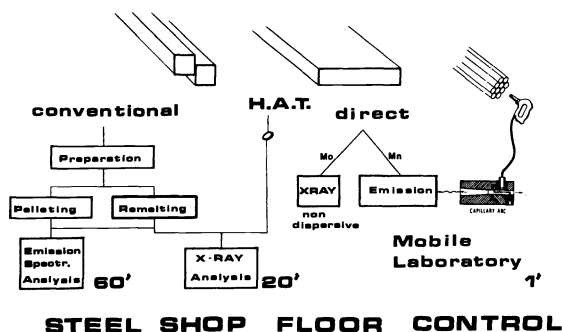 conventional
H.A.T.
direct
Preparation
Mo
Mn
Pelleting
Remelting
XRAY
non
dispersive
Emission
CAPILLARY ARC
Emission
Spectr.
Analysis
60'
X-RAY
Analysis
20'
Mobile
Laboratory
1'
STEEL SHOP FLOOR CONTROL